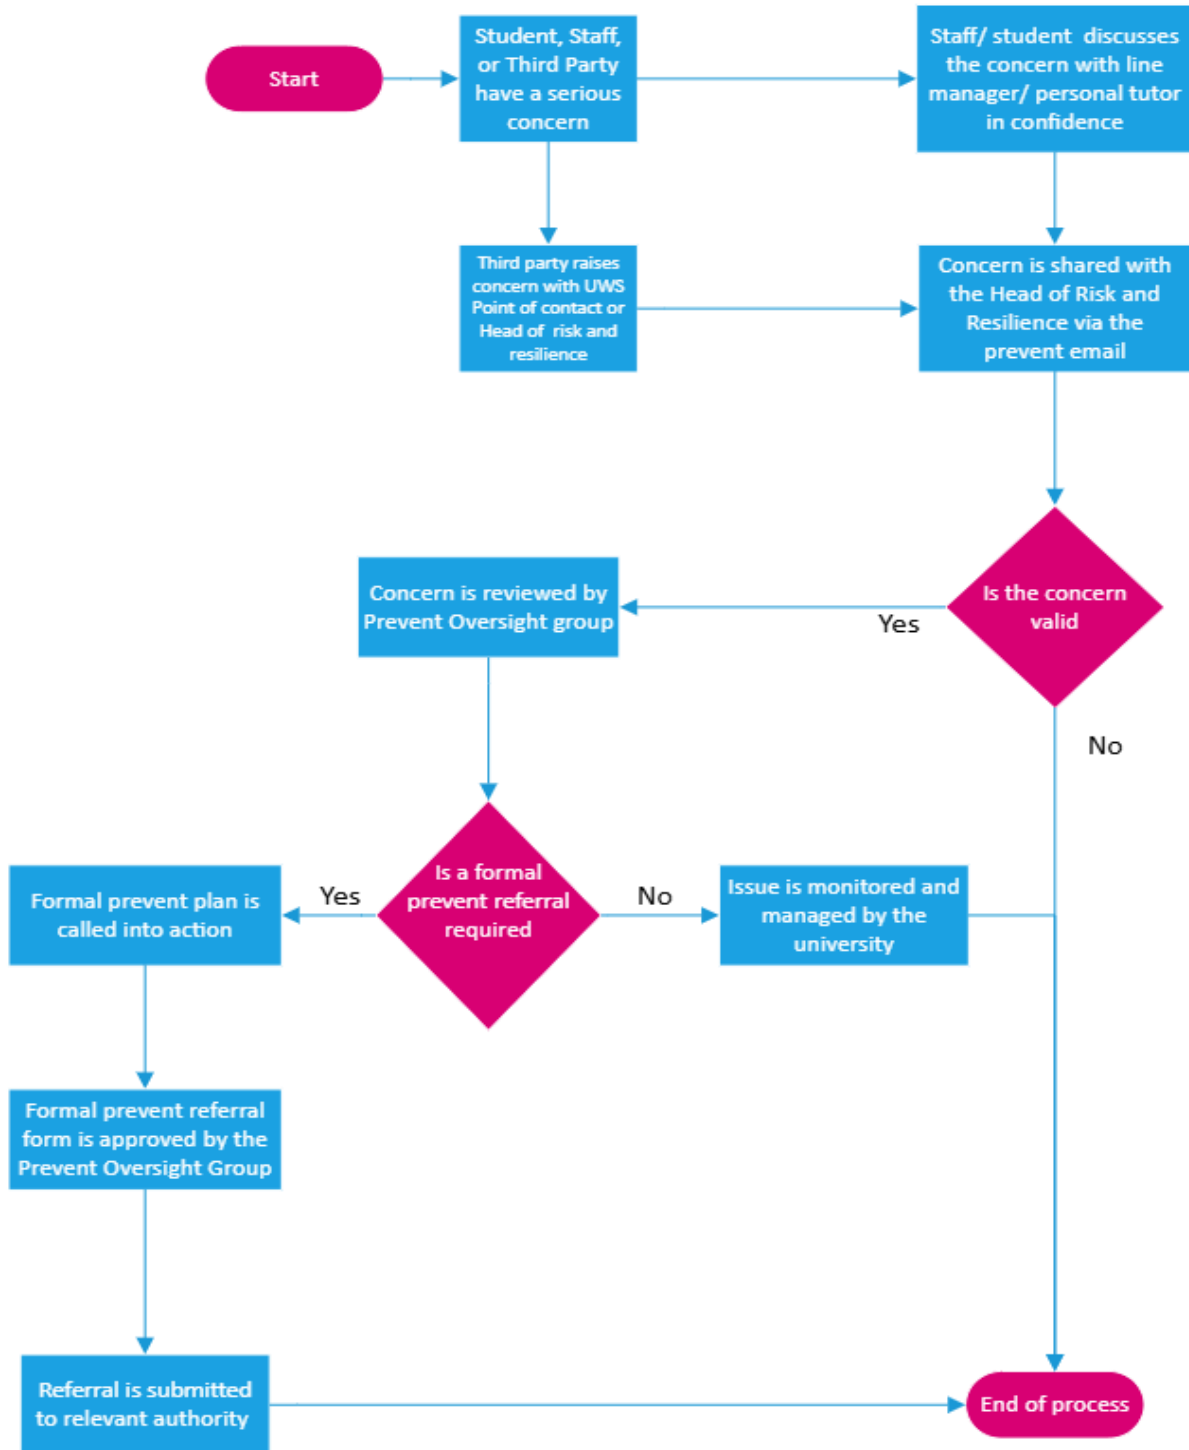 Start
Student, Staff,
or Third Party
have a serious
concern
Staff/ student  discusses
the concern with line
manager/ personal tutor
in confidence
Third party raises
concern with UWS
Point of contact or
Head of  risk and
resilience
Concern is shared with
the Head of Risk and
Resilience via the
prevent email
Is the concern
valid
Yes
No
Concern is reviewed by
Prevent Oversight group
Is a formal
prevent referral
required
Yes
No
Formal prevent plan is
called into action
Issue is monitored and
managed by the
university
Formal prevent referral
form is approved by the
Prevent Oversight Group
Referral is submitted
to relevant authority
End of process